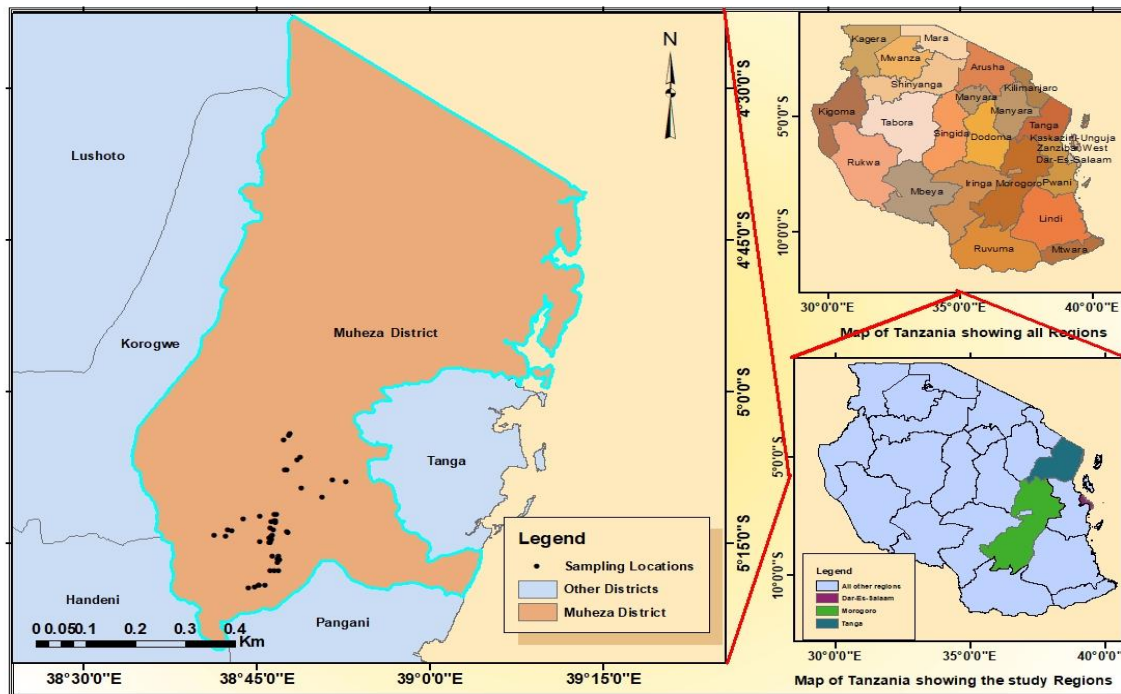 N
Lushoto
Korogwe
Muheza District
Tanga
Handeni
Pangani
Legend
Sampling Locations
Other Districts
Muheza District
0 0.050.1 0.2 0.3 0.4
Km
38°30'0"E 38°45'0"E 39°0'0"E 39°15'0"E
4°30'0"S
4°45'0"S
5°0'0"S
5°15'0"S
Kagera
Mara
Mwanza
Arusha
Shinyanga
Kilimanjaro
Manyara
Manyara
Kigoma
Tabora
Singida
Dodoma
Tanga
Kaskazini-Unguja
Zanzibar West
Dar-Es-Salaam
Rukwa
Mbeya
Iringa
Morogoro
Pwani
Lindi
Ruvuma
Mtwara
5°0'0"S
10°0'0"S
30°0'0"E 35°0'0"E 40°0'0"E
Map of Tanzania showing all Regions
5°0'0"S
10°0'0"S
Legend
All other regions
Dar-Es-Salaam
Morogoro
Tanga
30°0'0"E 35°0'0"E 40°0'0"E
Map of Tanzania showing the study Regions